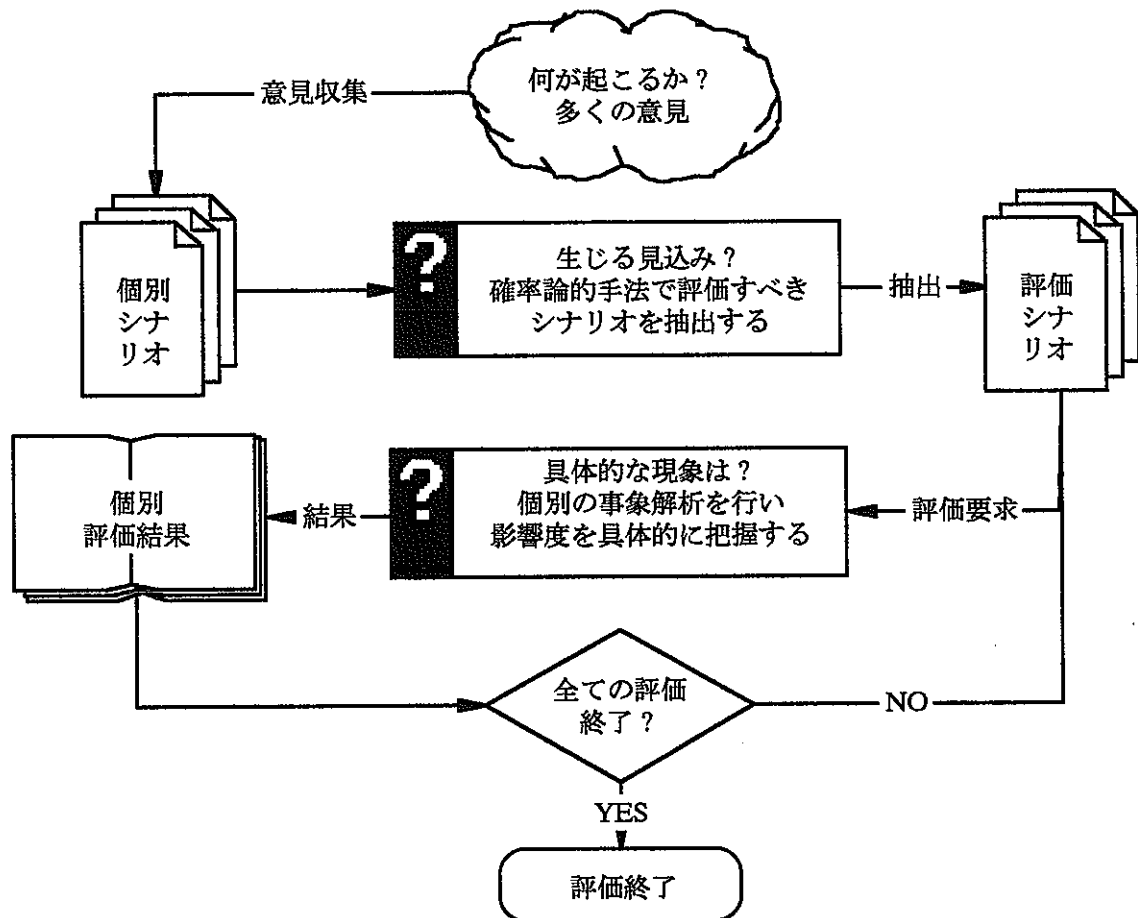 何が起こるか？
多くの意見
意見収集
個別
シナ
リオ
?
生じる見込み？
確率論的手法で評価すべき
シナリオを抽出する
抽出
評価
シナ
リオ
個別
評価結果
結果
?
具体的な現象は？
個別の事象解析を行い
影響度を具体的に把握する
評価要求
全ての評価
終了？
NO
YES
評価終了